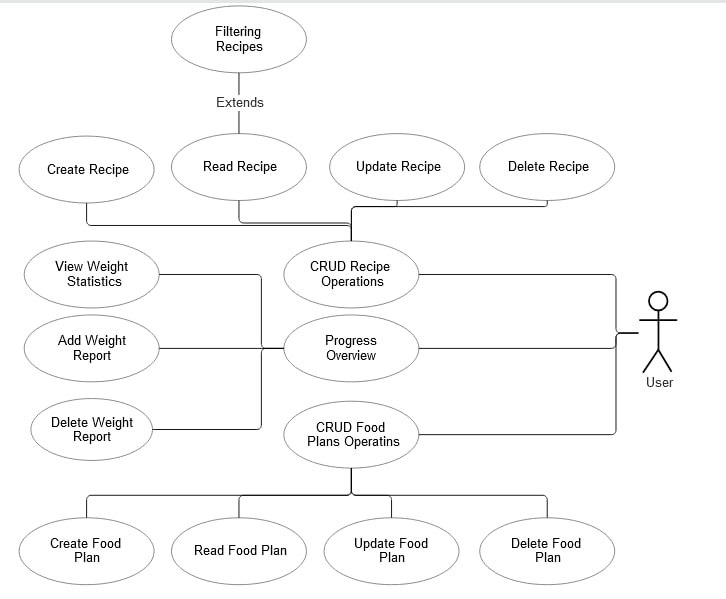 Filtering
Recipes
Extends
Create Recipe
Read Recipe
Update Recipe
Delete Recipe
View Weight
Statistics
CRUD Recipe
Operations
Add Weight
Report
Progress
Overview
User
Delete Weight
Report
CRUD Food
Plans Operatins
Create Food
Plan
Read Food Plan
Update Food
Plan
Delete Food
Plan